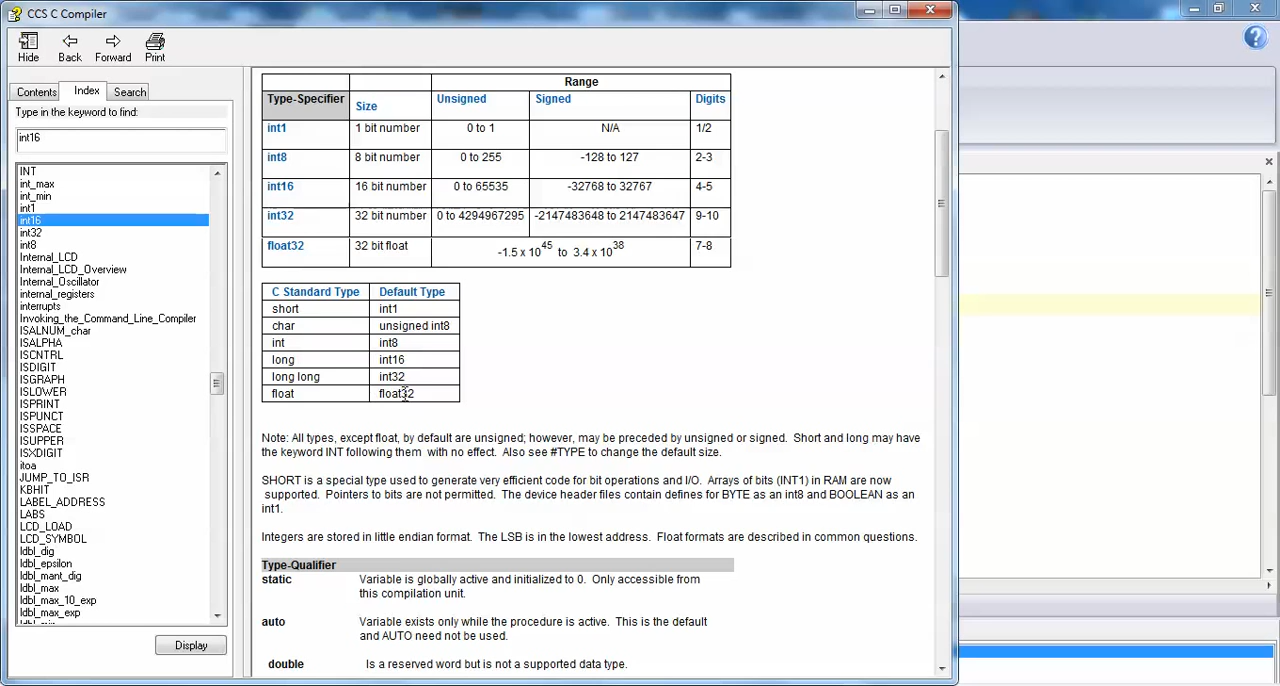 CCS C Compiler
Hide Back Forward Print
Contents Index Search
Type in the keyword to find:
int16
INT
int_max
int_min
int1
int16
int32
int8
Internal_LCD
Internal_LCD_Overview
Internal_Oscillator
internal_registers
interrupts
Invoking_the_Command_Line_Compiler
ISALNUM_char
ISALPHA
ISCNTRL
ISDIGIT
ISGRAPH
ISLOWER
ISPRINT
ISPUNCT
ISSPACE
ISUPPER
ISXDIGIT
itoa
JUMP_TO_ISR
KBHIT
LABEL_ADDRESS
LABS
LCD_LOAD
LCD_SYMBOL
ldbl_dig
ldbl_epsilon
ldbl_mant_dig
ldbl_max
ldbl_max_10_exp
ldbl_max_exp
Display
Range
Type-Specifier Size Unsigned Signed Digits
int1 1 bit number 0 to 1 N/A 1/2
int8 8 bit number 0 to 255 -128 to 127 2-3
int16 16 bit number 0 to 65535 -32768 to 32767 4-5
int32 32 bit number 0 to 4294967295 -2147483648 to 2147483647 9-10
float32 32 bit float -1.5 x 10^45 to 3.4 x 10^38 7-8
C Standard Type Default Type
short int1
char unsigned int8
int int8
long int16
long long int32
float float32
Note: All types, except float, by default are unsigned; however, may be preceded by unsigned or signed. Short and long may have
the keyword INT following them with no effect. Also see #TYPE to change the default size.
SHORT is a special type used to generate very efficient code for bit operations and I/O. Arrays of bits (INT1) in RAM are now
supported. Pointers to bits are not permitted. The device header files contain defines for BYTE as an int8 and BOOLEAN as an
int1.
Integers are stored in little endian format. The LSB is in the lowest address. Float formats are described in common questions.
Type-Qualifier
static Variable is globally active and initialized to 0. Only accessible from
this compilation unit.
auto Variable exists only while the procedure is active. This is the default
and AUTO need not be used.
double Is a reserved word but is not a supported data type.